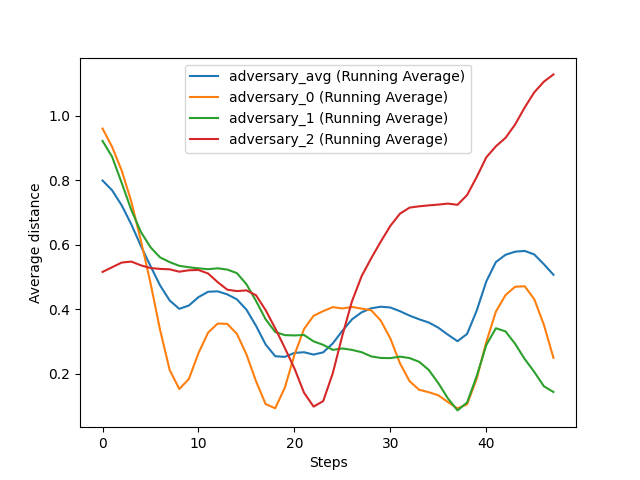 adversary_avg (Running Average)
adversary_0 (Running Average)
adversary_1 (Running Average)
adversary_2 (Running Average)
Average distance
1.0
0.8
0.6
0.4
0.2
0 10 20 30 40
Steps